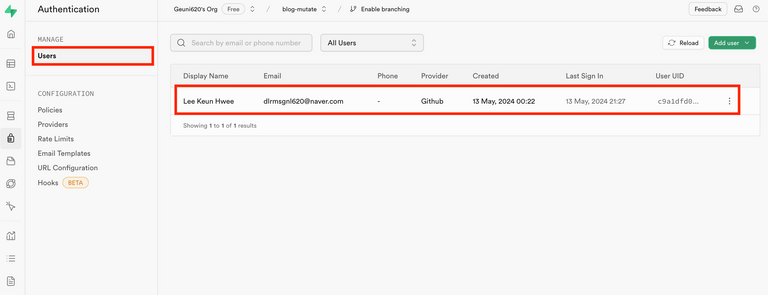 Authentication
Geuni620's Org Free / blog-mutate / Enable branching
Feedback
MANAGE
Users
CONFIGURATION
Policies
Providers
Rate Limits
Email Templates
URL Configuration
Hooks BETA
Search by email or phone number
All Users
Reload
Add user
Display Name Email Phone Provider Created Last Sign In User UID
Lee Keun Hwee dlrmsgnl620@naver.com - Github 13 May, 2024 00:22 13 May, 2024 21:27 c9a1dfd0...
Showing 1 to 1 of 1 results